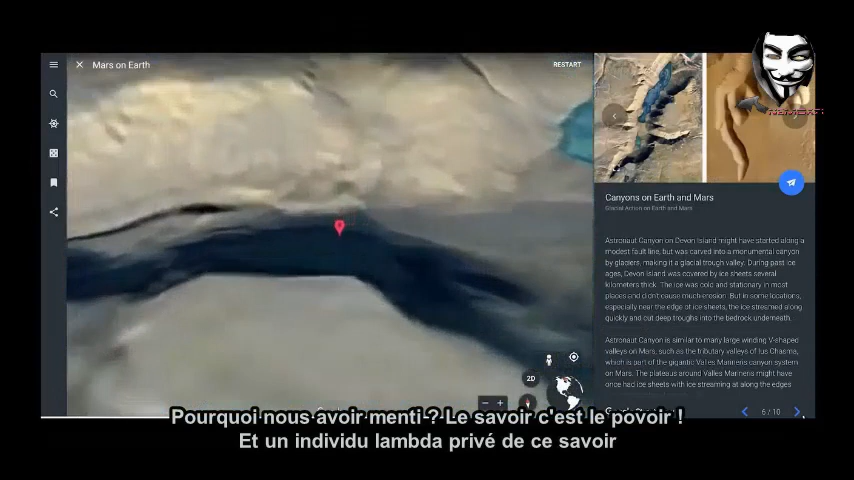 Mars on Earth
RESTART
Canyons on Earth and Mars
Glacial Action on Earth and Mars
Astronaut Canyon on Devon Island might have started along a
modest fault line, but was carved into a monumental canyon
by glaciers, making it a glacial trough valley. During past ice
ages, Devon Island was covered by ice sheets several
kilometers thick. The ice was cold and stationary in most
places and didn't cause much erosion. But in some locations,
especially near the edge of ice sheets, the ice streamed along
quickly and cut deep troughs into the bedrock underneath.
Astronaut Canyon is similar to many large winding V-shaped
valleys on Mars, such as the tributary valleys of Ius Chasma,
which is part of the gigantic Valles Marineris canyon system
on Mars. The plateaus around Valles Marineris might have
once had ice sheets with ice streaming at along the edges
2D
6 / 10
Pourquoi nous avoir menti ? Le savoir c'est le povoir !
Et un individu lambda privé de ce savoir